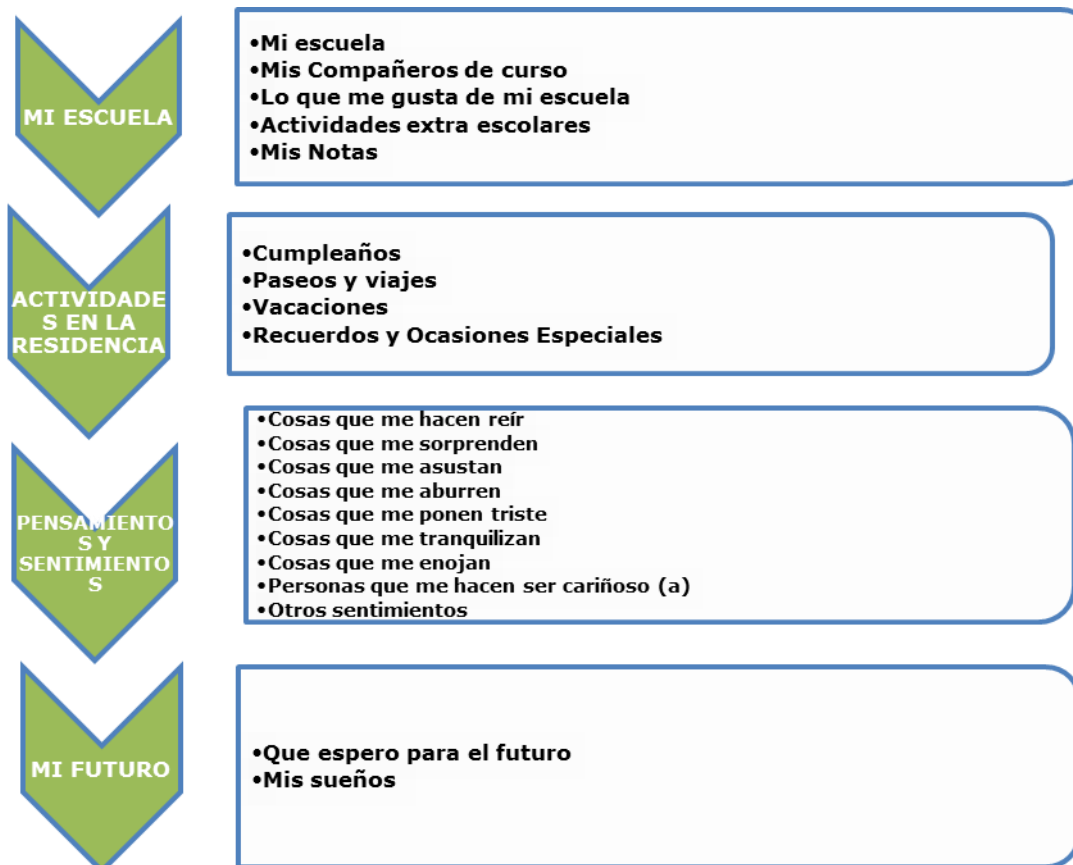 MI ESCUELA
•Mi escuela
•Mis Compañeros de curso
•Lo que me gusta de mi escuela
•Actividades extra escolares
•Mis Notas
ACTIVIDADE
S EN LA
RESIDENCIA
•Cumpleaños
•Paseos y viajes
•Vacaciones
•Recuerdos y Ocasiones Especiales
PENSAMIENTO
S Y
SENTIMIENTO
S
•Cosas que me hacen reír
•Cosas que me sorprenden
•Cosas que me asustan
•Cosas que me aburren
•Cosas que me ponen triste
•Cosas que me tranquilizan
•Cosas que me enojan
•Personas que me hacen ser cariñoso (a)
•Otros sentimientos
MI FUTURO
•Que espero para el futuro
•Mis sueños